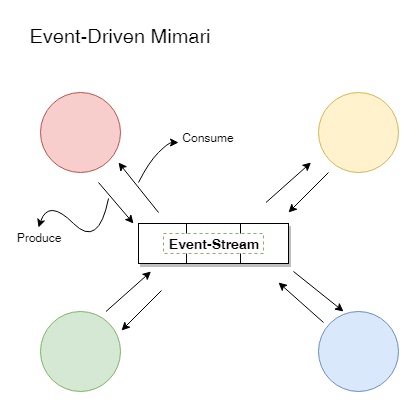 Event-Driven Mimari
Consume
Produce
Event-Stream